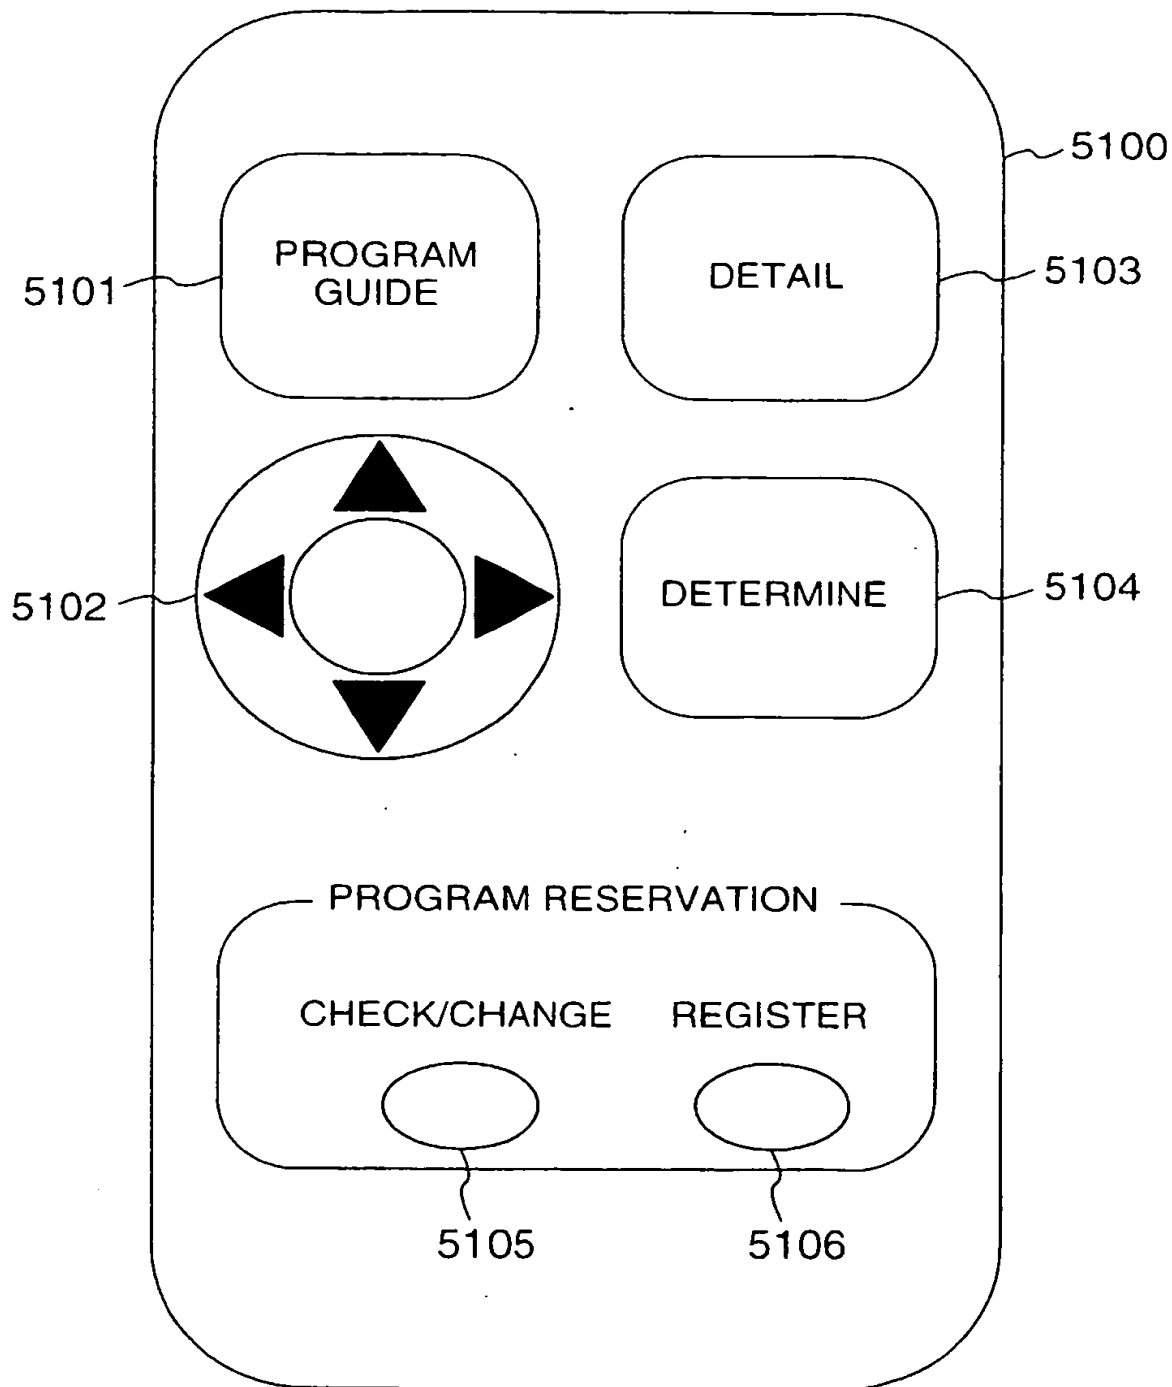 5100
PROGRAM
GUIDE
DETAIL
5101
5103
5102
DETERMINE
5104
PROGRAM RESERVATION
CHECK/CHANGE
REGISTER
5105
5106